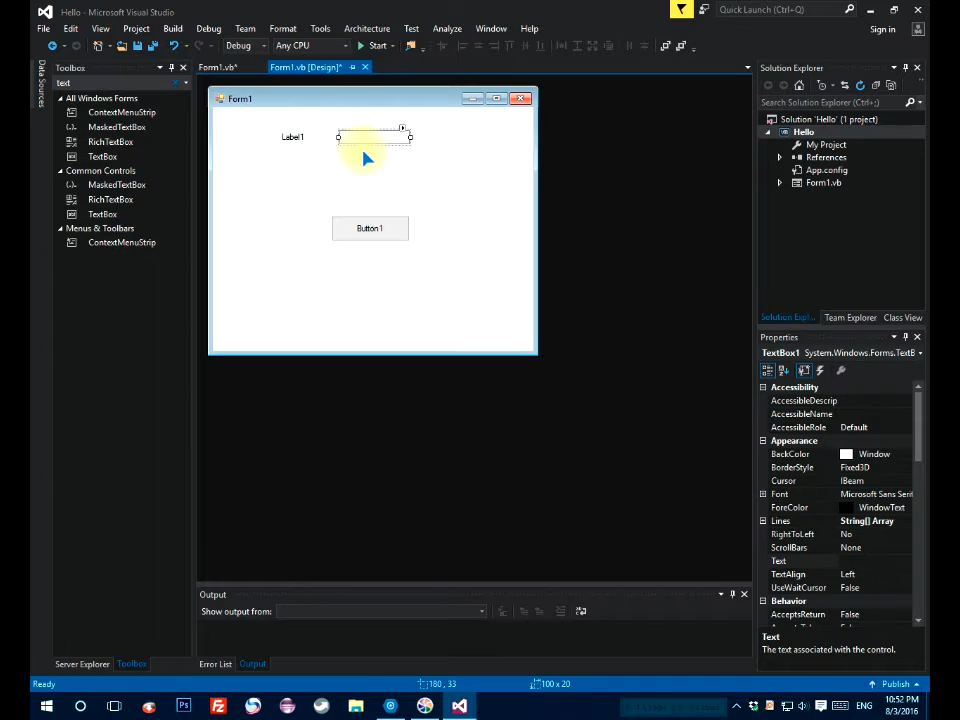 Hello - Microsoft Visual Studio
Quick Launch (Ctrl+Q)
File Edit View Project Build Debug Team Format Tools Architecture Test Analyze Window Help
Sign in
Debug Any CPU Start
Data Sources
Toolbox
text
All Windows Forms
ContextMenuStrip
MaskedTextBox
RichTextBox
TextBox
Common Controls
MaskedTextBox
RichTextBox
TextBox
Menus & Toolbars
ContextMenuStrip
Server Explorer Toolbox
Form1.vb* Form1.vb [Design]*
Form1
Label1
Button1
Output
Show output from:
Error List Output
Solution Explorer
Search Solution Explorer (Ctrl+;)
Solution 'Hello' (1 project)
Hello
My Project
References
App.config
Form1.vb
Solution Expl... Team Explorer Class View
Properties
TextBox1 System.Windows.Forms.TextB
Accessibility
AccessibleDescrip
AccessibleName
AccessibleRole Default
Appearance
BackColor Window
BorderStyle Fixed3D
Cursor IBeam
Font Microsoft Sans Serif
ForeColor WindowText
Lines String[] Array
RightToLeft No
ScrollBars None
Text
TextAlign Left
UseWaitCursor False
Behavior
AcceptsReturn False
Text
The text associated with the control.
Ready 180 , 33 100 x 20 Publish
Ps
Fz
ENG
10:52 PM
8/3/2016